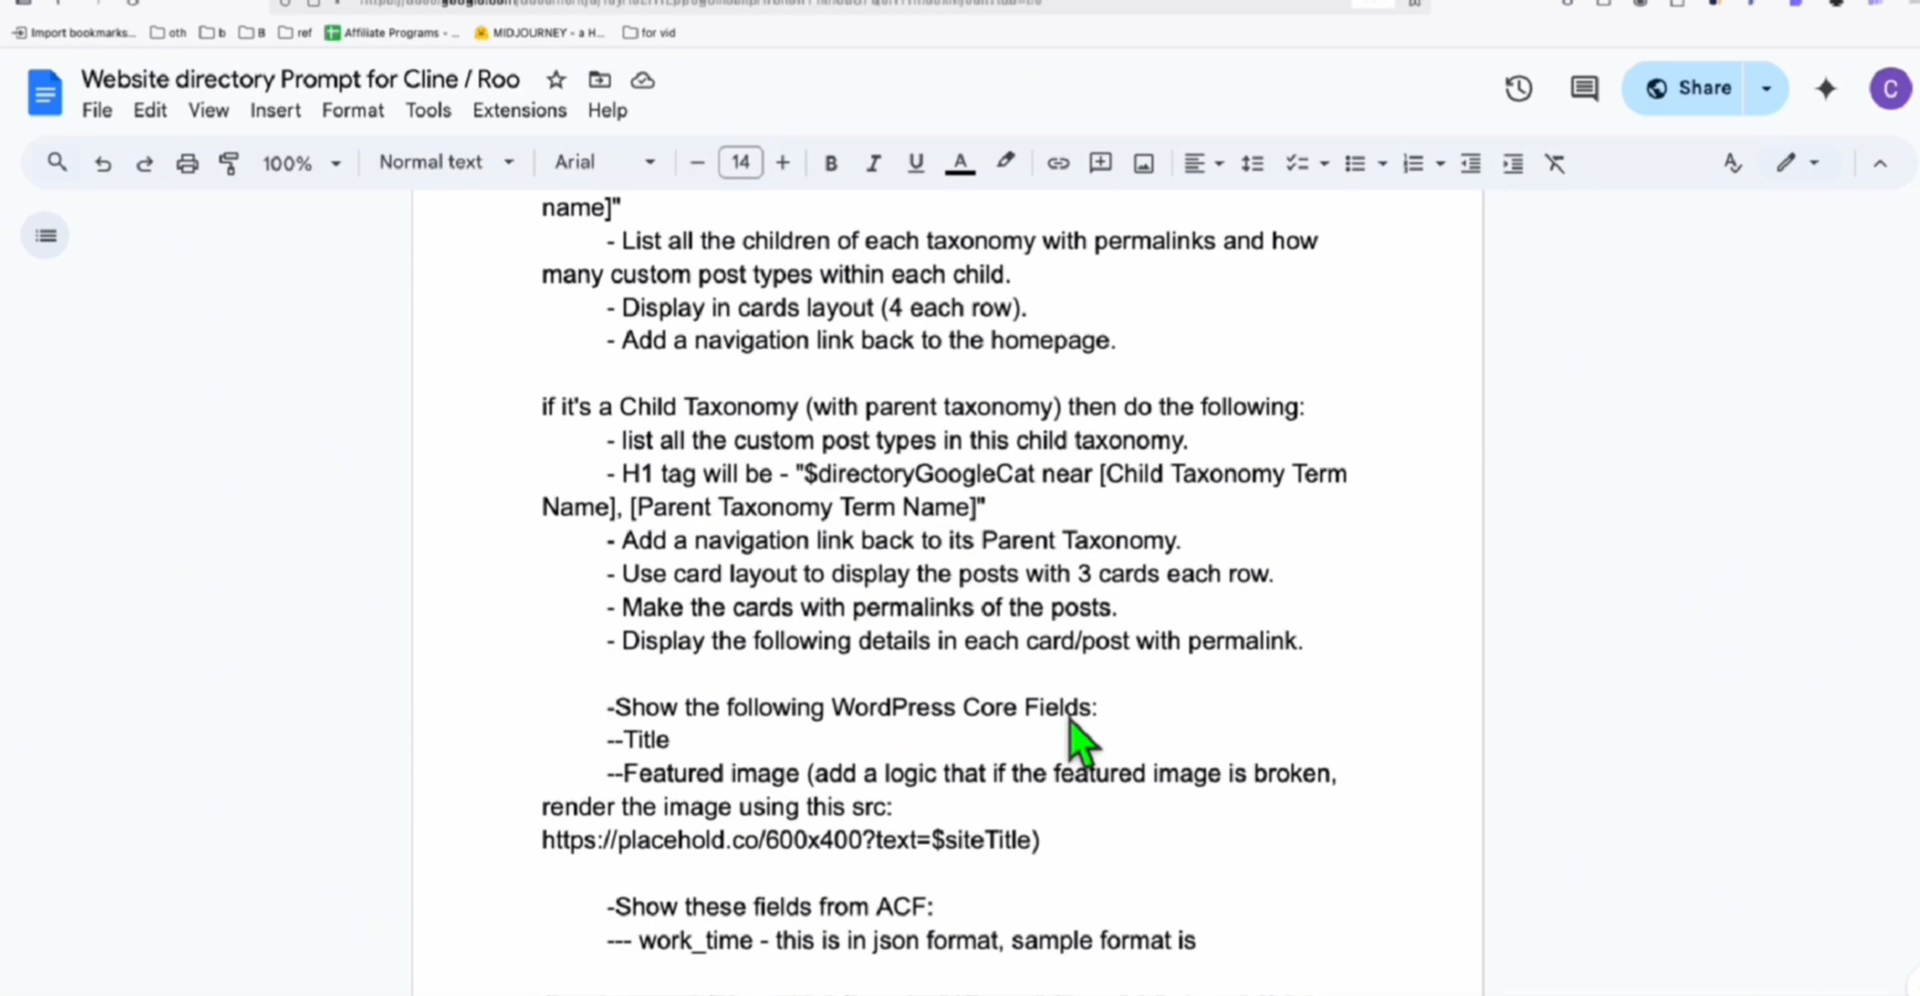 Import bookmarks... oth b B ref Affiliate Programs - ... MIDJOURNEY - a H... for vid
Website directory Prompt for Cline / Roo
File Edit View Insert Format Tools Extensions Help
Share
C
100% Normal text Arial 14 B I U A
name]"
- List all the children of each taxonomy with permalinks and how
many custom post types within each child.
- Display in cards layout (4 each row).
- Add a navigation link back to the homepage.
if it's a Child Taxonomy (with parent taxonomy) then do the following:
- list all the custom post types in this child taxonomy.
- H1 tag will be - "$directoryGoogleCat near [Child Taxonomy Term
Name], [Parent Taxonomy Term Name]"
- Add a navigation link back to its Parent Taxonomy.
- Use card layout to display the posts with 3 cards each row.
- Make the cards with permalinks of the posts.
- Display the following details in each card/post with permalink.
-Show the following WordPress Core Fields:
--Title
--Featured image (add a logic that if the featured image is broken,
render the image using this src:
https://placehold.co/600x400?text=$siteTitle)
-Show these fields from ACF:
--- work_time - this is in json format, sample format is